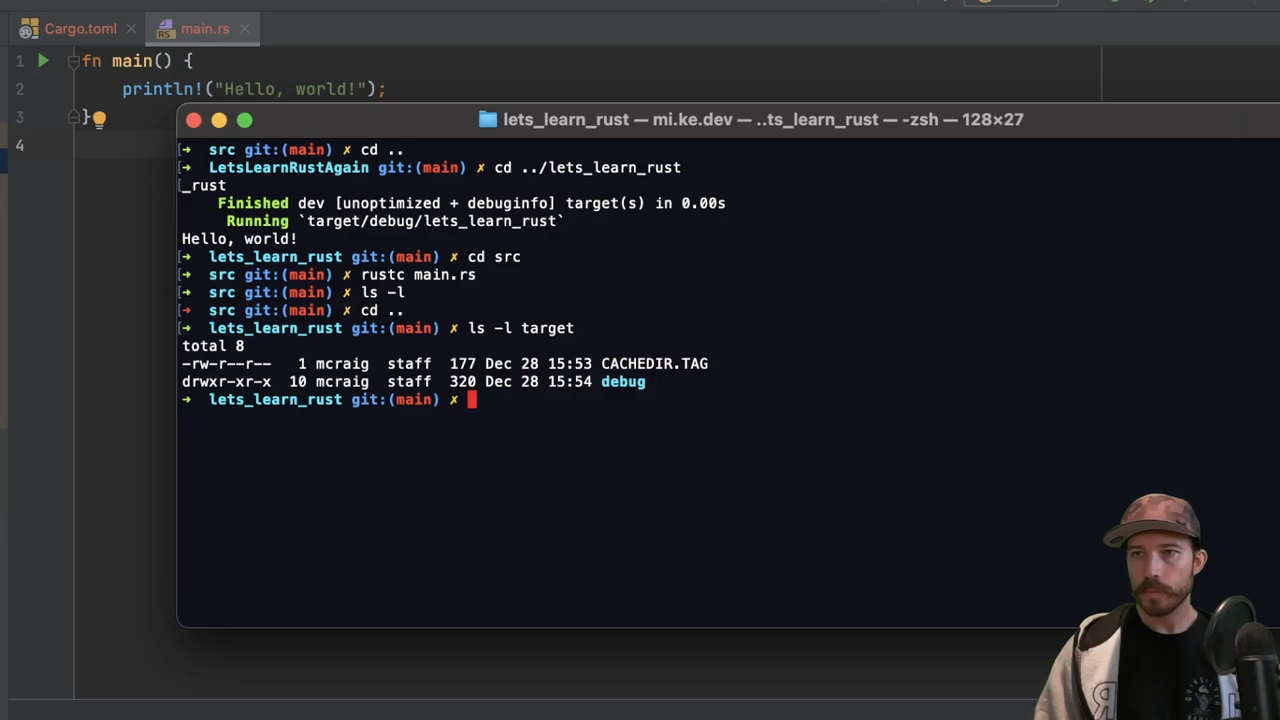 Cargo.toml
main.rs
1 fn main() {
2 println!("Hello, world!");
3 }
4
lets_learn_rust — mi.ke.dev — ..ts_learn_rust — -zsh — 128×27
[➜ src git:(main) ✗ cd ..
[➜ LetsLearnRustAgain git:(main) ✗ cd ../lets_learn_rust
[_rust
Finished dev [unoptimized + debuginfo] target(s) in 0.00s
Running `target/debug/lets_learn_rust`
Hello, world!
[➜ lets_learn_rust git:(main) ✗ cd src
[➜ src git:(main) ✗ rustc main.rs
[➜ src git:(main) ✗ ls -l
[➜ src git:(main) ✗ cd ..
[➜ lets_learn_rust git:(main) ✗ ls -l target
total 8
-rw-r--r-- 1 mcraig staff 177 Dec 28 15:53 CACHEDIR.TAG
drwxr-xr-x 10 mcraig staff 320 Dec 28 15:54 debug
➜ lets_learn_rust git:(main) ✗